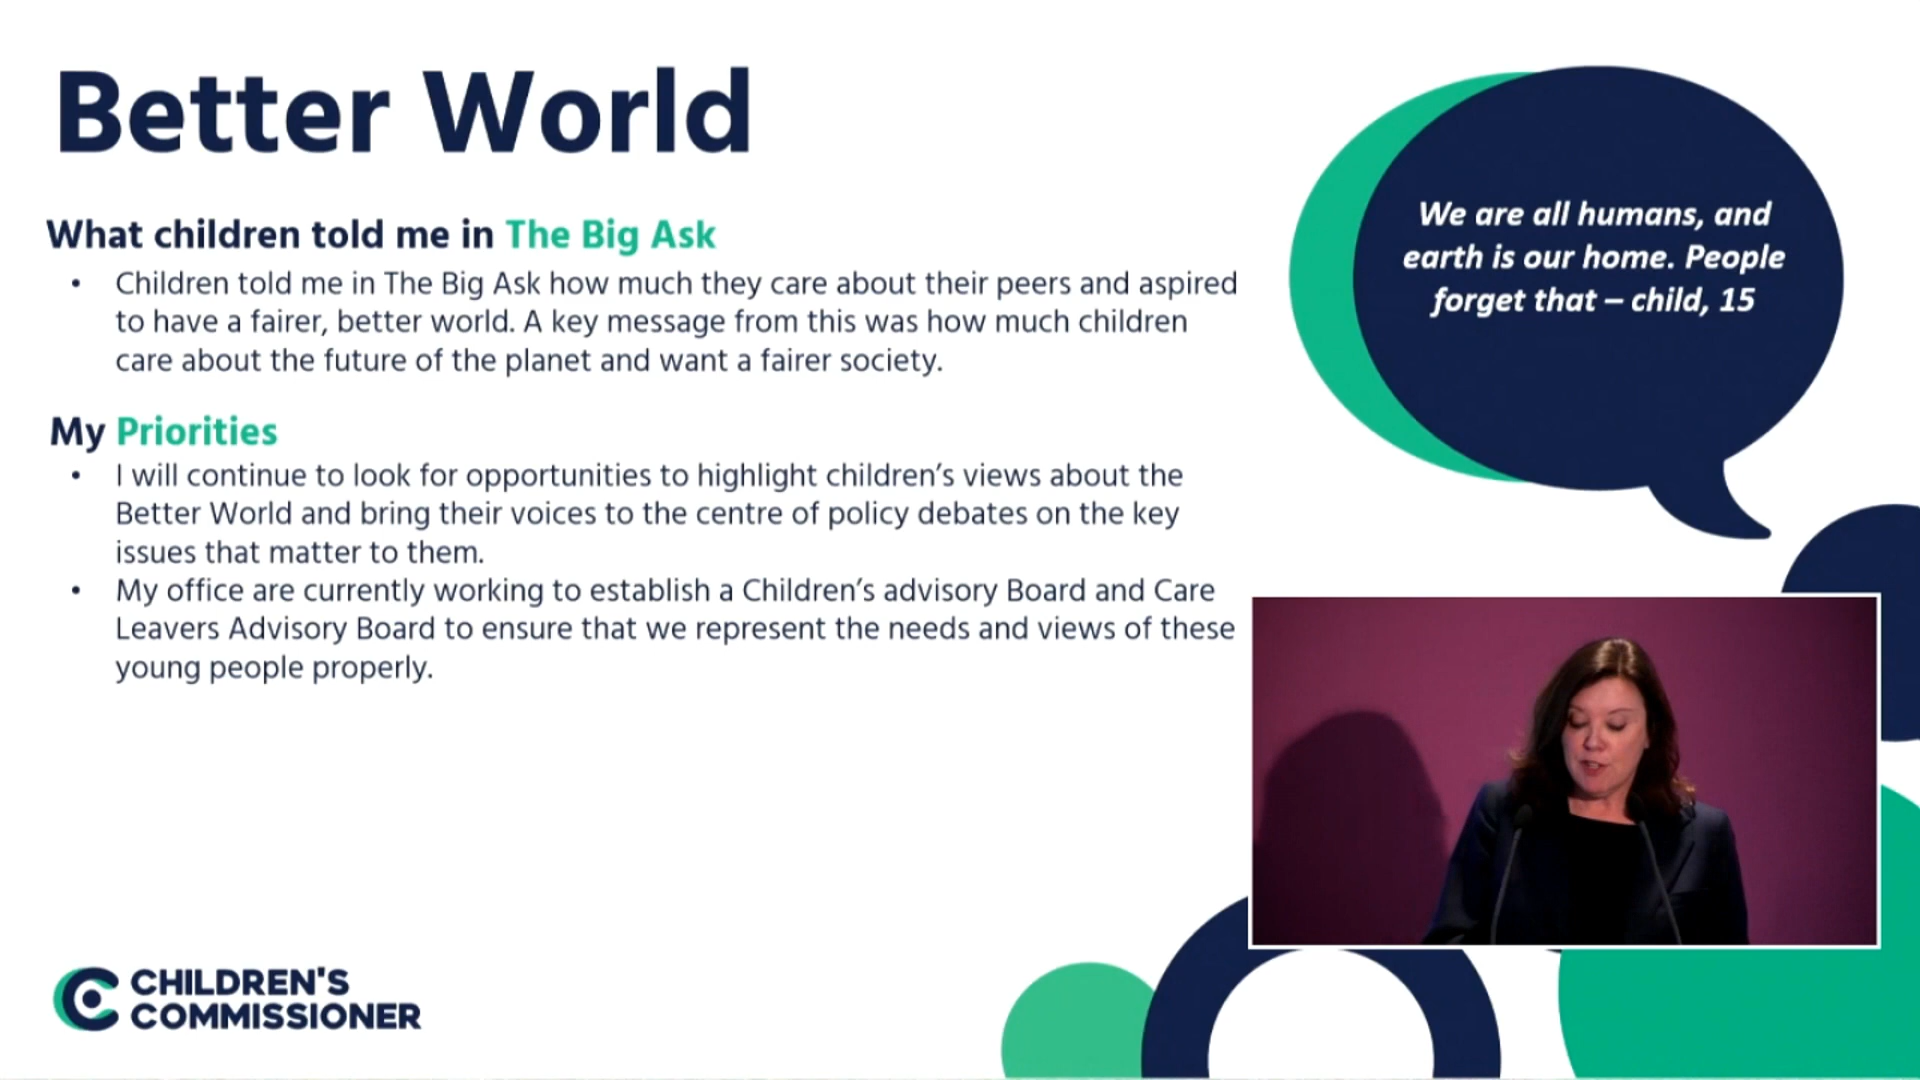 Better World
What children told me in The Big Ask
• Children told me in The Big Ask how much they care about their peers and aspired
to have a fairer, better world. A key message from this was how much children
care about the future of the planet and want a fairer society.
My Priorities
• I will continue to look for opportunities to highlight children’s views about the
Better World and bring their voices to the centre of policy debates on the key
issues that matter to them.
• My office are currently working to establish a Children’s advisory Board and Care
Leavers Advisory Board to ensure that we represent the needs and views of these
young people properly.
We are all humans, and
earth is our home. People
forget that – child, 15
CHILDREN'S
COMMISSIONER